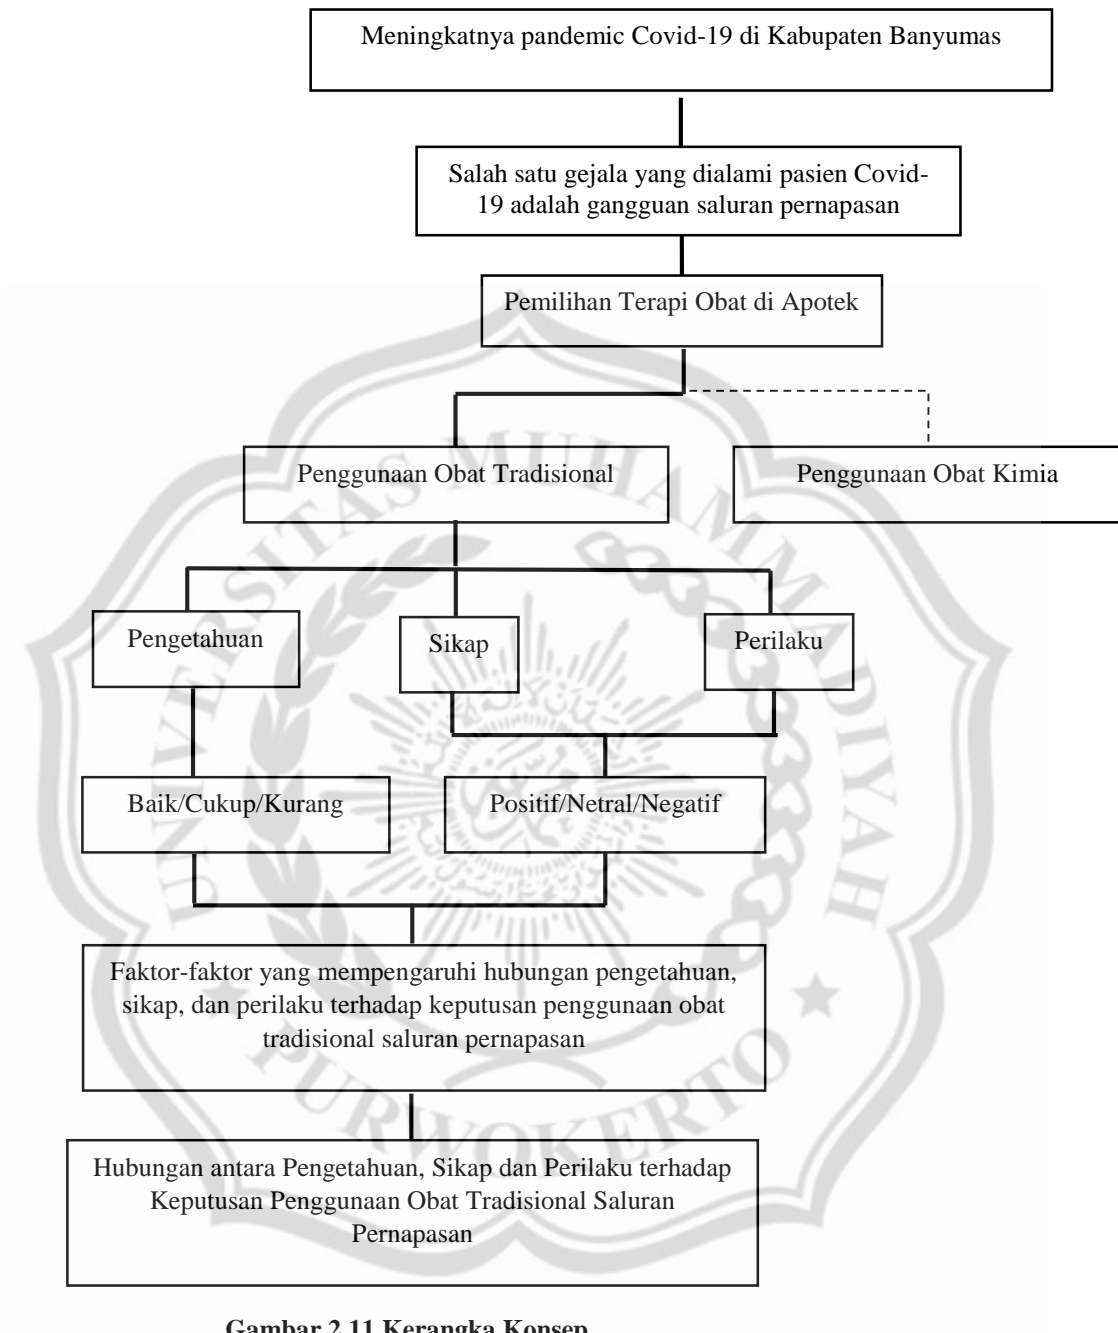 Meningkatnya pandemic Covid-19 di Kabupaten Banyumas
Salah satu gejala yang dialami pasien Covid-
19 adalah gangguan saluran pernapasan
Pemilihan Terapi Obat di Apotek
Penggunaan Obat Tradisional
Penggunaan Obat Kimia
Pengetahuan
Sikap
Perilaku
Baik/Cukup/Kurang
Positif/Netral/Negatif
Faktor-faktor yang mempengaruhi hubungan pengetahuan,
sikap, dan perilaku terhadap keputusan penggunaan obat
tradisional saluran pernapasan
Hubungan antara Pengetahuan, Sikap dan Perilaku terhadap
Keputusan Penggunaan Obat Tradisional Saluran
Pernapasan
Gambar 2.11 Kerangka Konsep
UNIVERSITAS MUHAMMADIYAH
PURWOKERTO